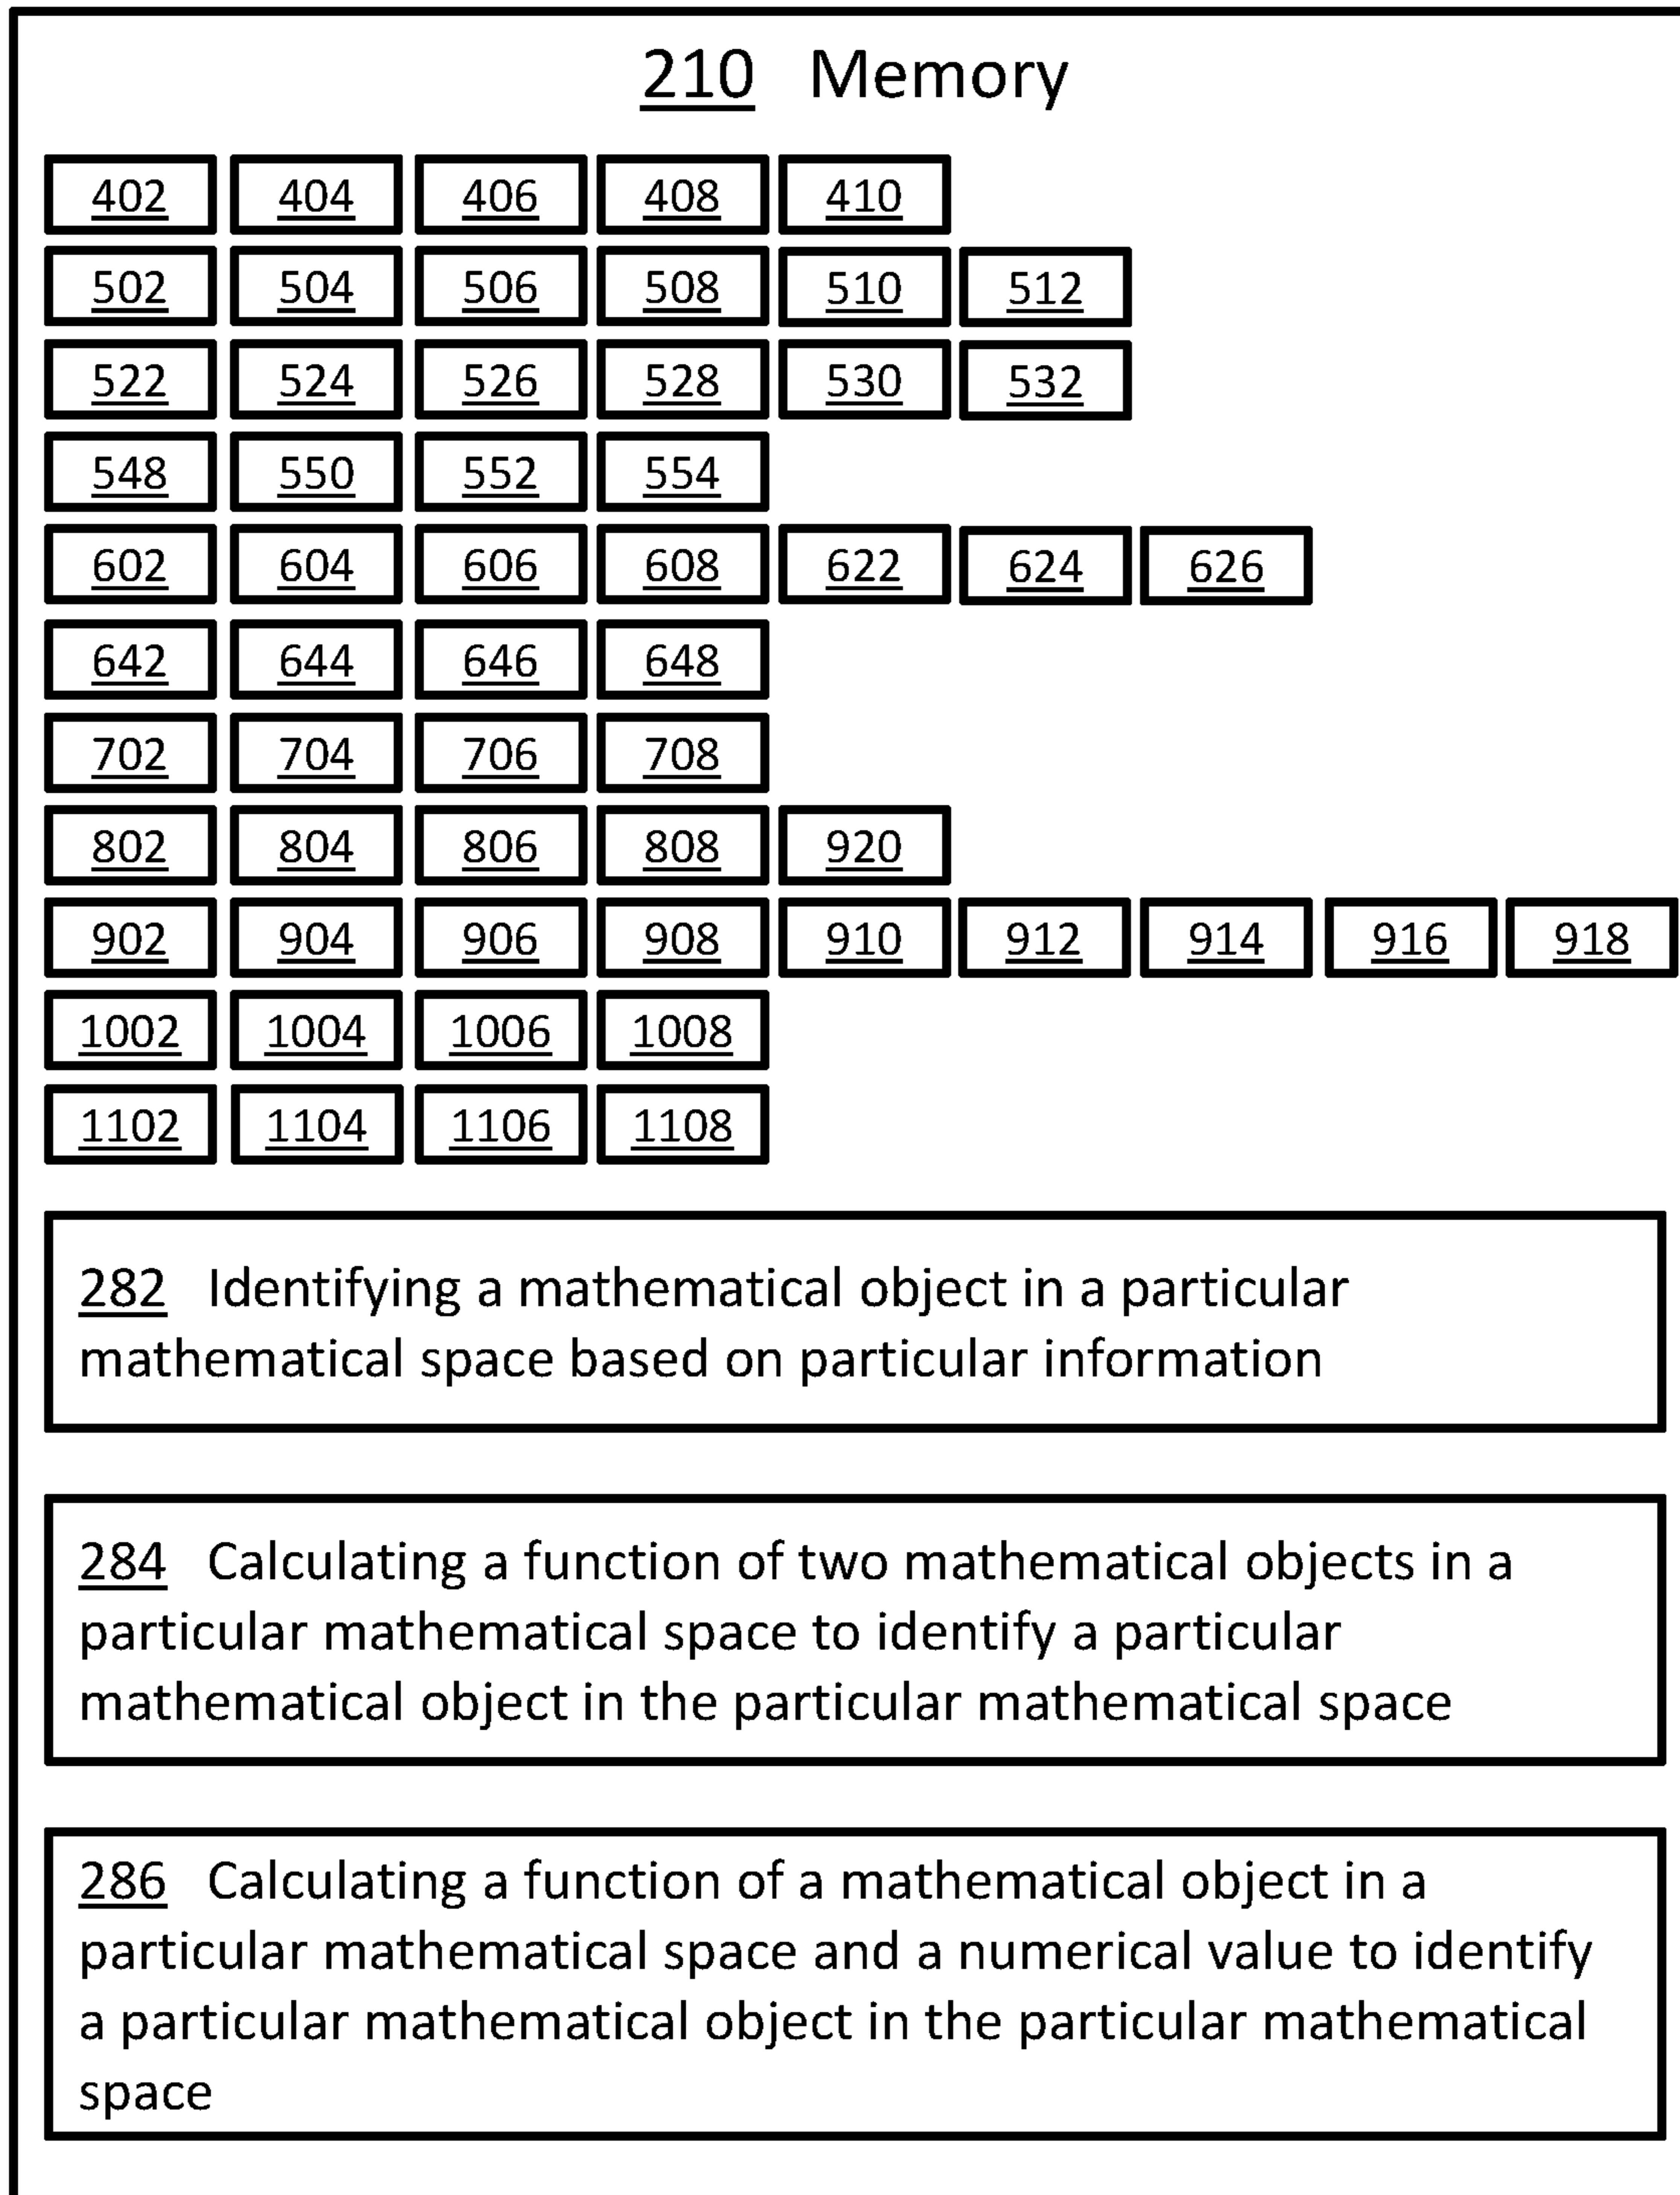 210 Memory
402 404 406 408 410
502 504 506 508 510 512
522 524 526 528 530 532
548 550 552 554
602 604 606 608 622 624 626
642 644 646 648
702 704 706 708
802 804 806 808 920
902 904 906 908 910 912 914 916 918
1002 1004 1006 1008
1102 1104 1106 1108
282 Identifying a mathematical object in a particular
mathematical space based on particular information
284 Calculating a function of two mathematical objects in a
particular mathematical space to identify a particular
mathematical object in the particular mathematical space
286 Calculating a function of a mathematical object in a
particular mathematical space and a numerical value to identify
a particular mathematical object in the particular mathematical
space